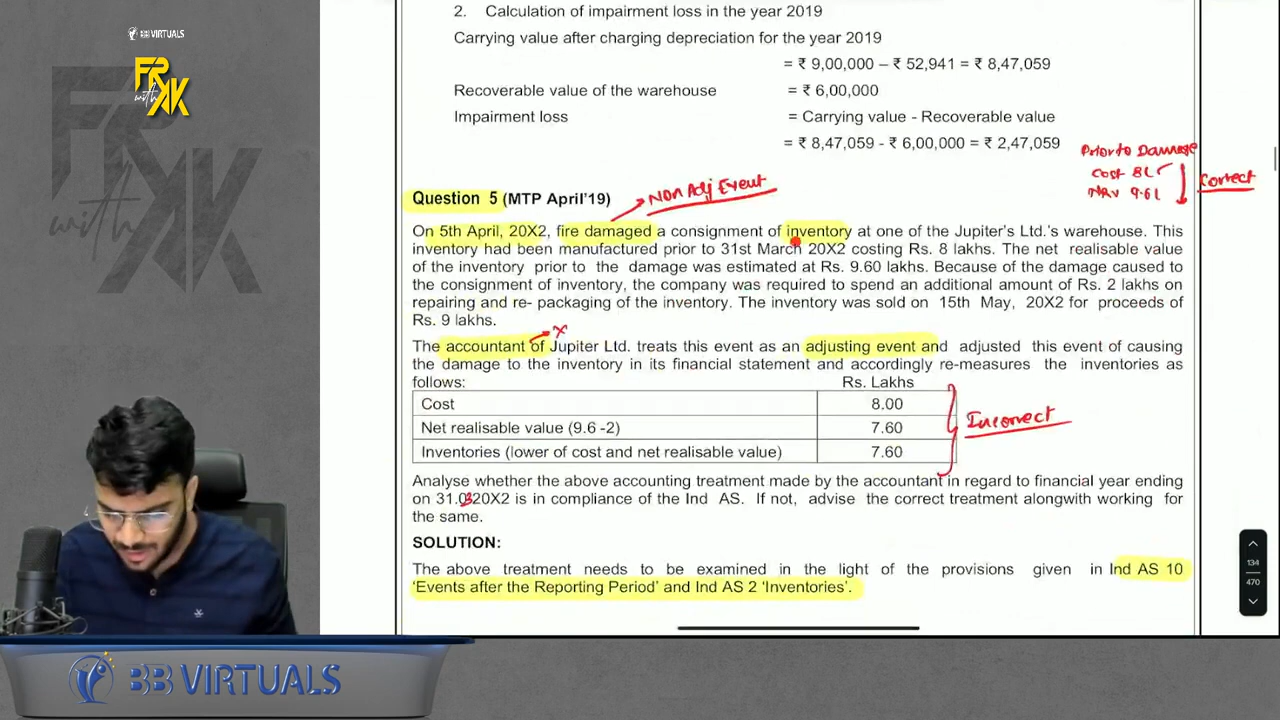 BB VIRTUALS
FR
with
AK
2. Calculation of impairment loss in the year 2019
Carrying value after charging depreciation for the year 2019
= ₹ 9,00,000 – ₹ 52,941 = ₹ 8,47,059
Recoverable value of the warehouse = ₹ 6,00,000
Impairment loss = Carrying value - Recoverable value
= ₹ 8,47,059 - ₹ 6,00,000 = ₹ 2,47,059
Prior to Damage
Cost 8L
NRV 9.6L
Correct
Question 5 (MTP April'19)
Non Adj Event
On 5th April, 20X2, fire damaged a consignment of inventory at one of the Jupiter's Ltd.'s warehouse. This
inventory had been manufactured prior to 31st March 20X2 costing Rs. 8 lakhs. The net realisable value
of the inventory prior to the damage was estimated at Rs. 9.60 lakhs. Because of the damage caused to
the consignment of inventory, the company was required to spend an additional amount of Rs. 2 lakhs on
repairing and re- packaging of the inventory. The inventory was sold on 15th May, 20X2 for proceeds of
Rs. 9 lakhs.
The accountant of Jupiter Ltd. treats this event as an adjusting event and adjusted this event of causing
the damage to the inventory in its financial statement and accordingly re-measures the inventories as
follows: Rs. Lakhs
Cost 8.00
Net realisable value (9.6 -2) 7.60
Inventories (lower of cost and net realisable value) 7.60
Incorrect
Analyse whether the above accounting treatment made by the accountant in regard to financial year ending
on 31.0320X2 is in compliance of the Ind AS. If not, advise the correct treatment alongwith working for
the same.
SOLUTION:
The above treatment needs to be examined in the light of the provisions given in Ind AS 10
'Events after the Reporting Period' and Ind AS 2 'Inventories'.
134
470
FR
with
AK
BB VIRTUALS